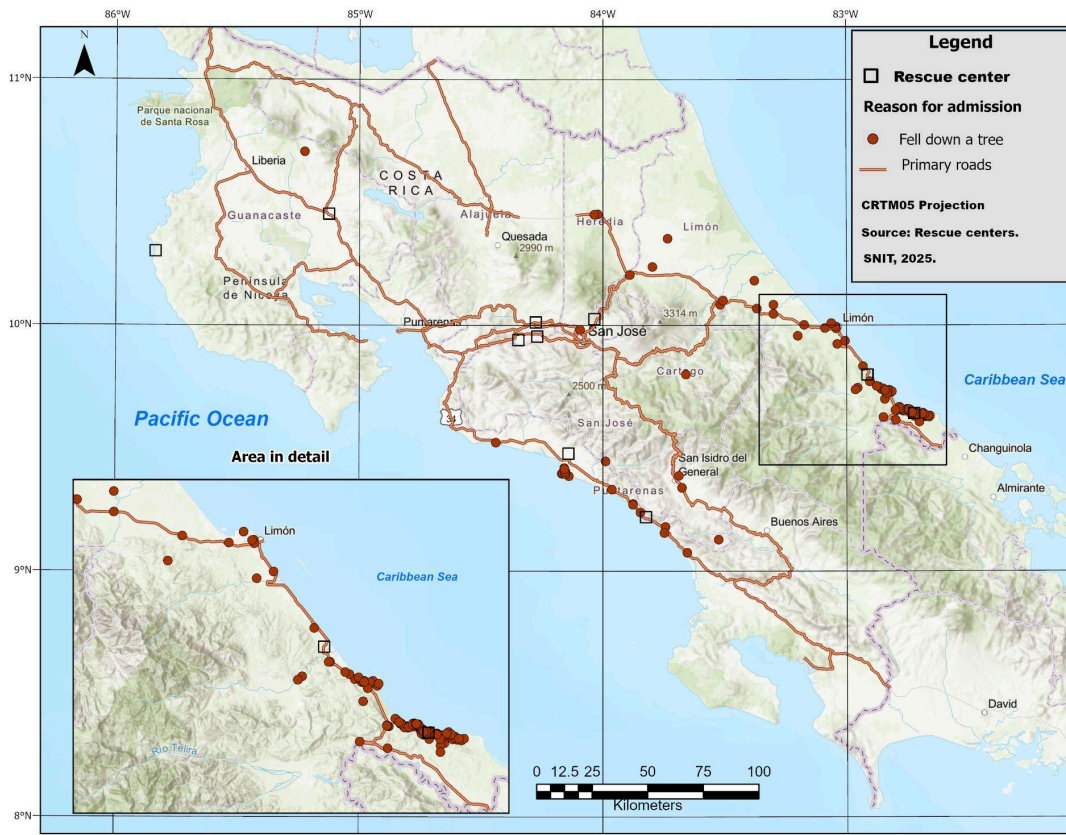 86°W
85°W
84°W
83°W
N
11°N
10°N
9°N
8°N
Legend
Rescue center
Reason for admission
Fell down a tree
Primary roads
CRTM05 Projection
Source: Rescue centers.
SNIT, 2025.
Parque nacional
de Santa Rosa
Liberia
COSTA
RICA
Guanacaste
Alajuela
Heredia
Limón
Quesada
2990 m
Península
de Nicoya
Puntarenas
San José
3314 m
Limón
Cartago
2500 m
Caribbean Sea
Pacific Ocean
34
San José
Changuinola
Area in detail
San Isidro del
General
Almirante
Puntarenas
Buenos Aires
Limón
Caribbean Sea
David
Río Telira
0 12.5 25 50 75 100
Kilometers